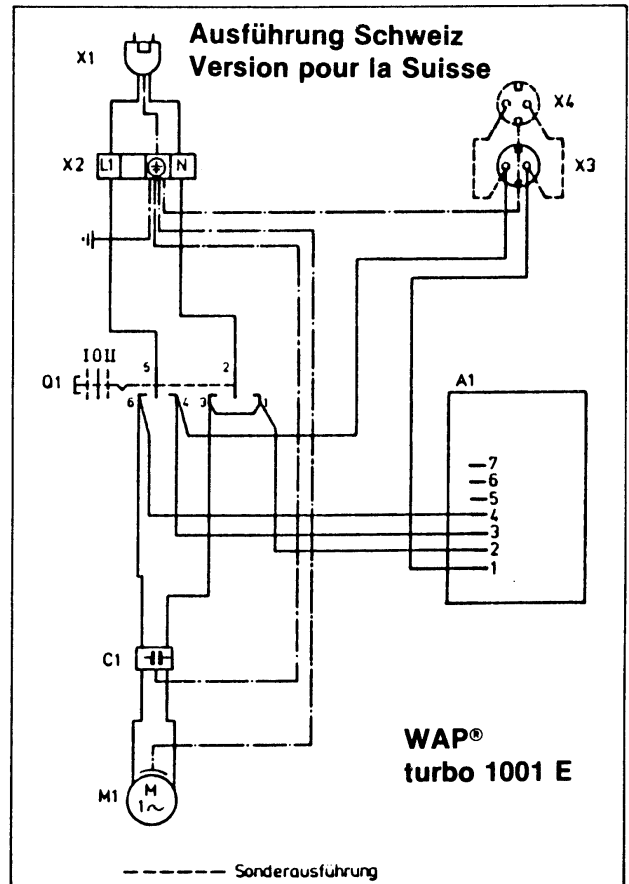 Ausführung Schweiz
Version pour la Suisse
X1
X4
X2 L1 N
X3
I O II
5
2
Q1
6 4 3 1
A1
7
6
5
4
3
2
1
C1
WAP®
turbo 1001 E
M1
M
1~
Sonderausführung